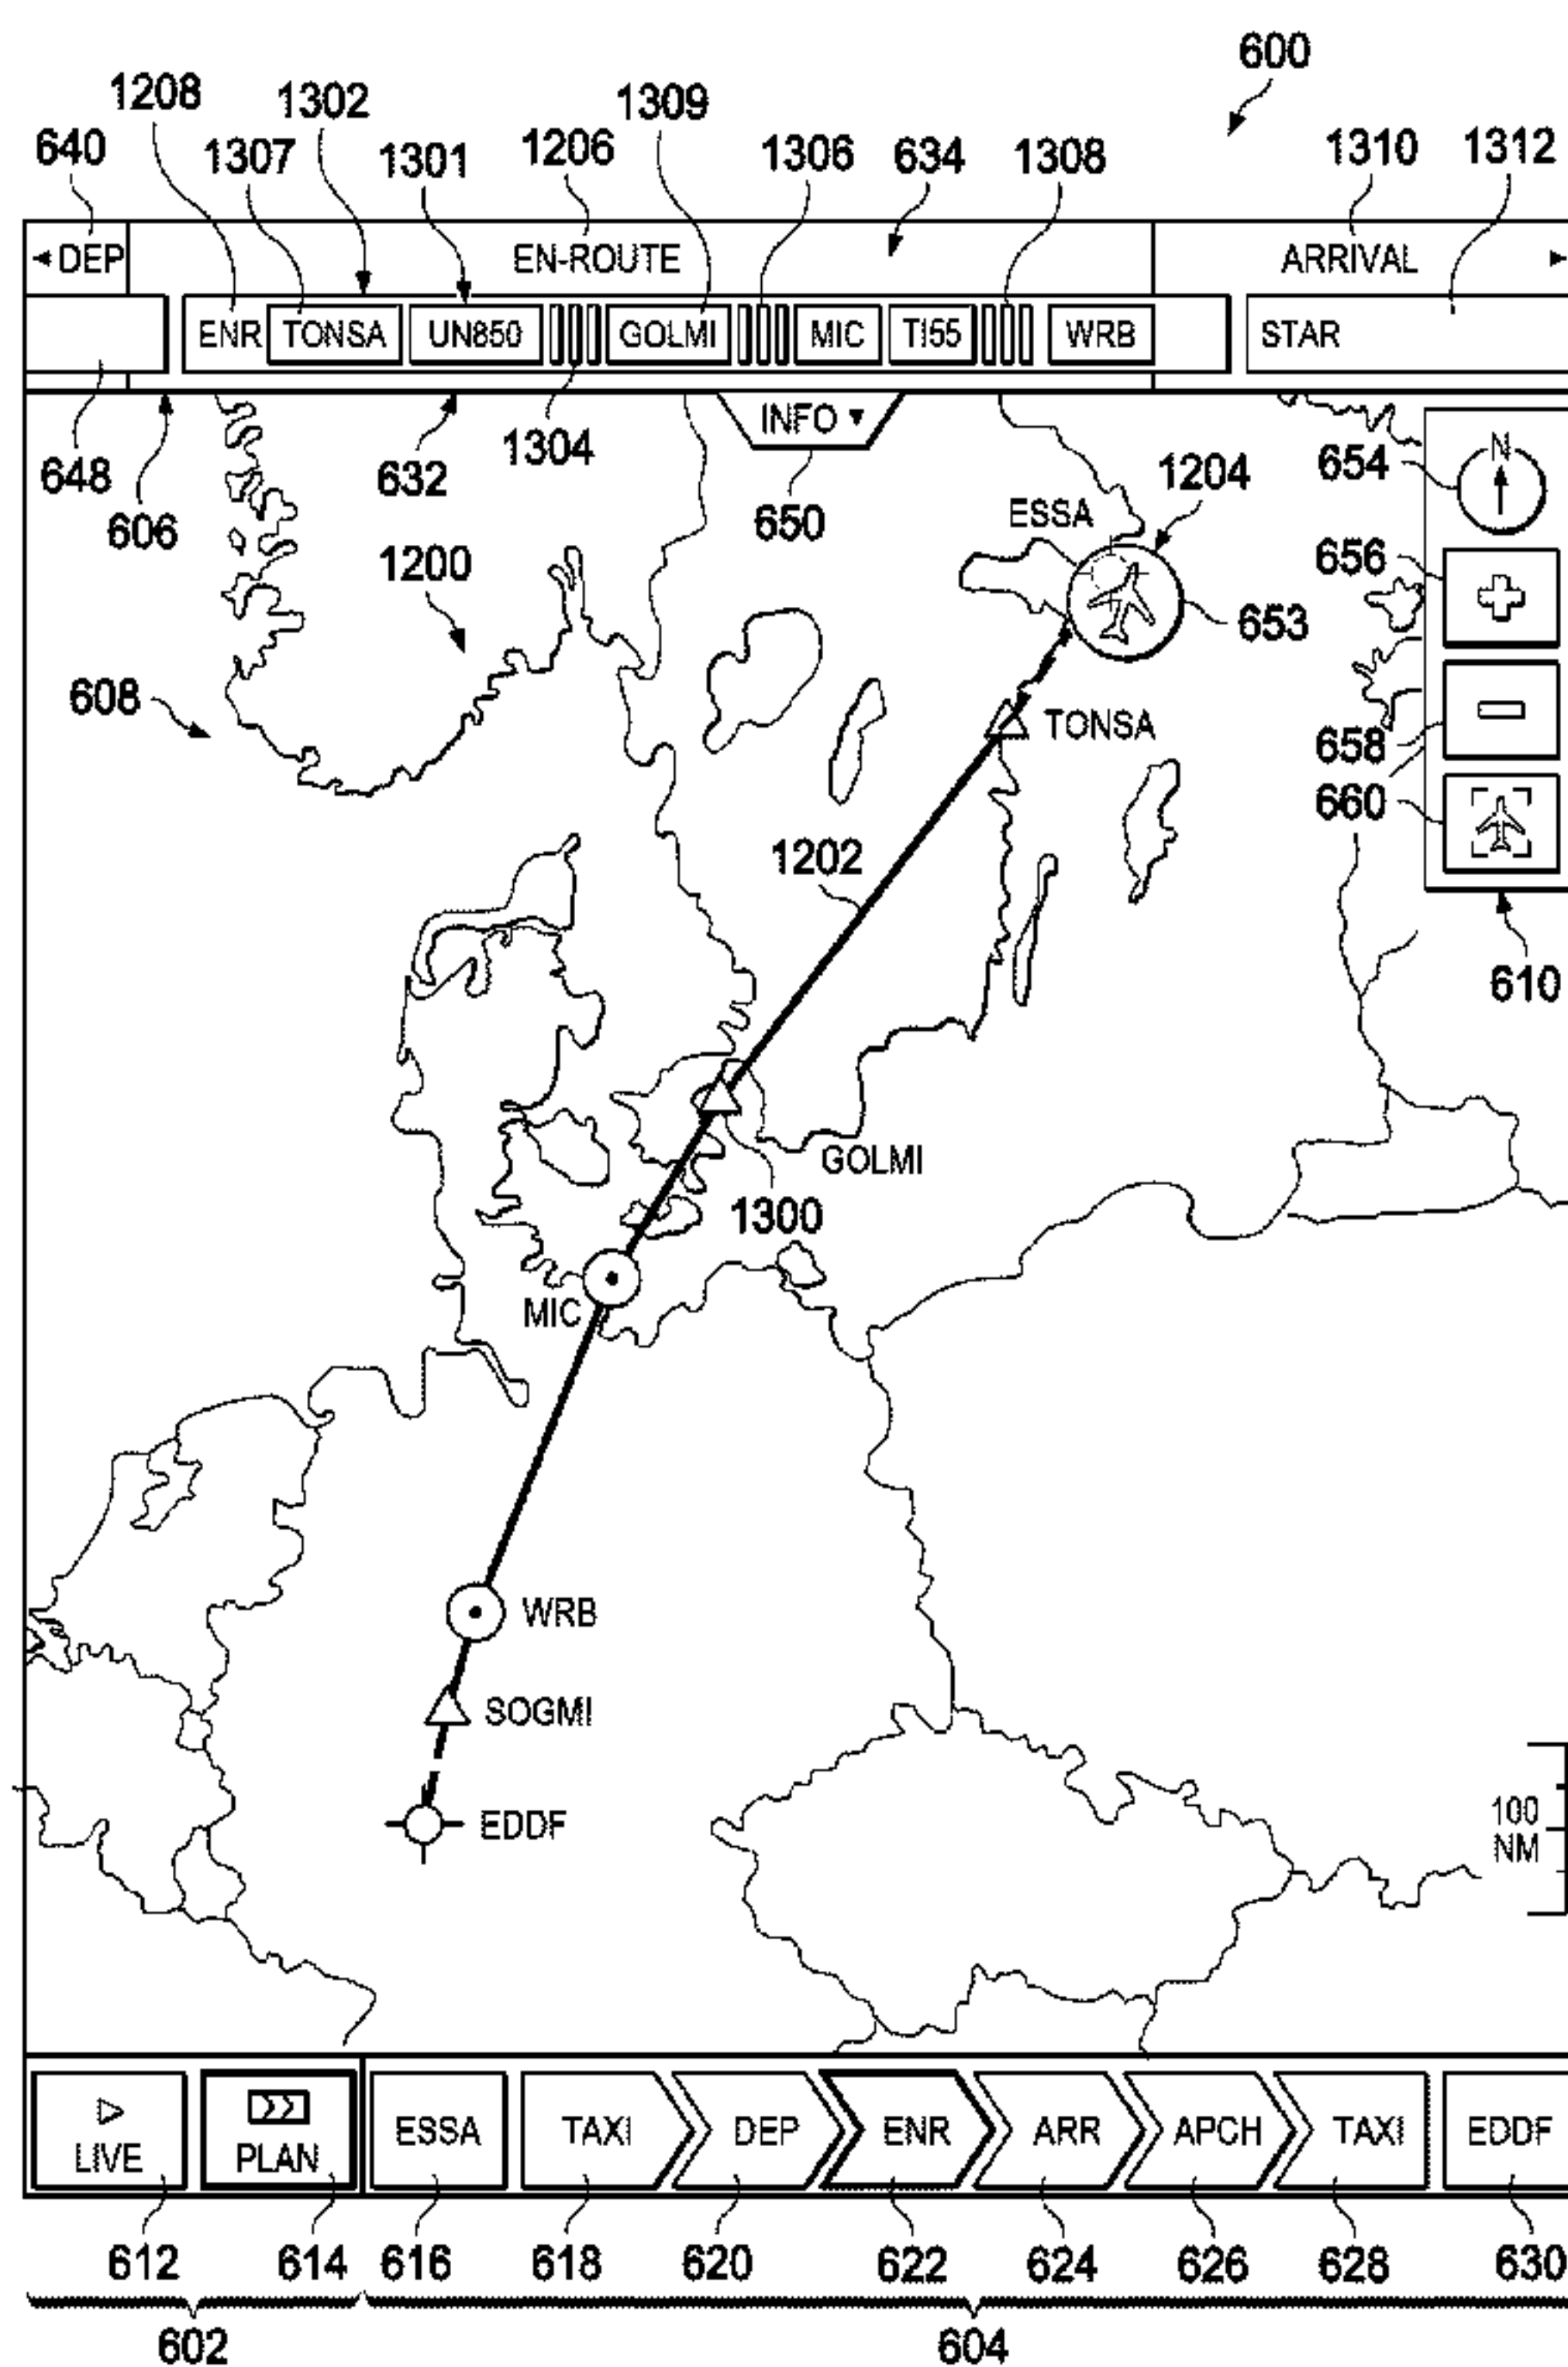 600
1208
1302
1309
640
1307
1301
1206
1306
634
1308
1310
1312
◄ DEP
EN-ROUTE
ARRIVAL ►
ENR TONSA UN850 GOLMI MIC TI55 WRB
STAR
INFO ▼
648
606
632
1304
650
1200
ESSA
1204
654
N
656
653
608
TONSA
658
660
1202
610
GOLMI
1300
MIC
WRB
SOGMI
EDDF
100
NM
LIVE
PLAN
ESSA
TAXI
DEP
ENR
ARR
APCH
TAXI
EDDF
612
614
616
618
620
622
624
626
628
630
602
604